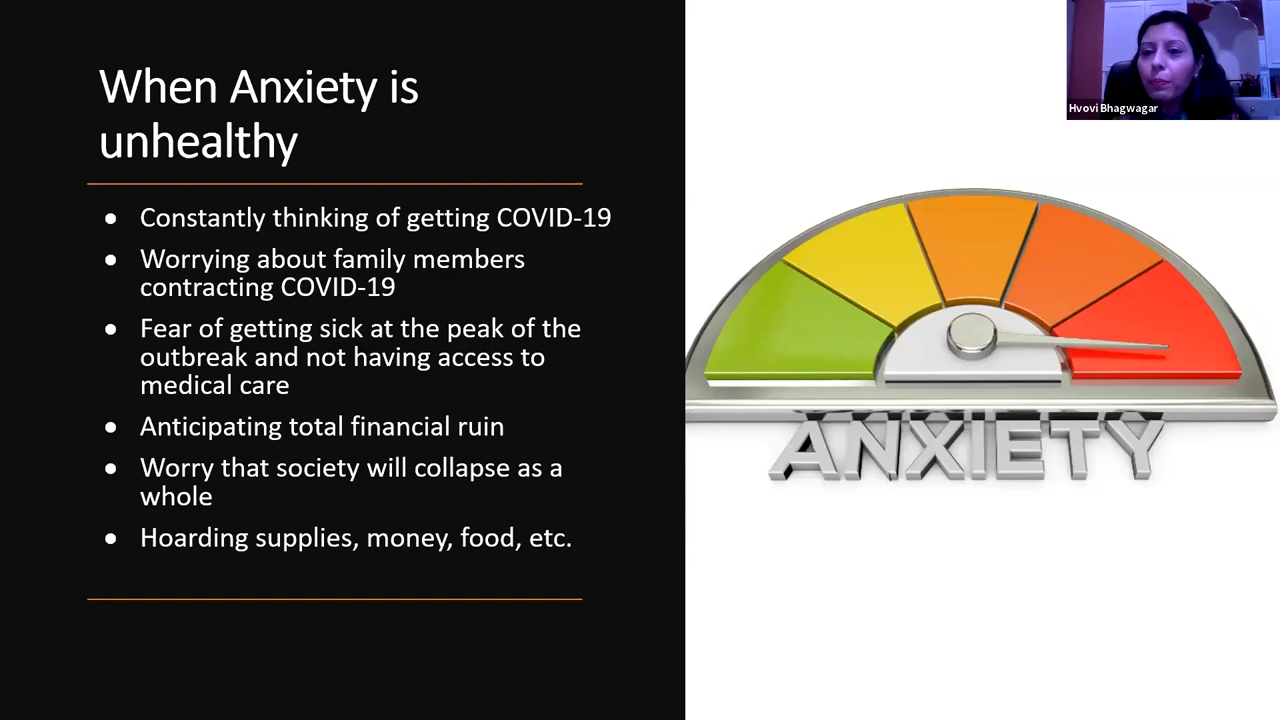 When Anxiety is
unhealthy
● Constantly thinking of getting COVID-19
● Worrying about family members
contracting COVID-19
● Fear of getting sick at the peak of the
outbreak and not having access to
medical care
● Anticipating total financial ruin
● Worry that society will collapse as a
whole
● Hoarding supplies, money, food, etc.
Hvovi Bhagwagar
ANXIETY